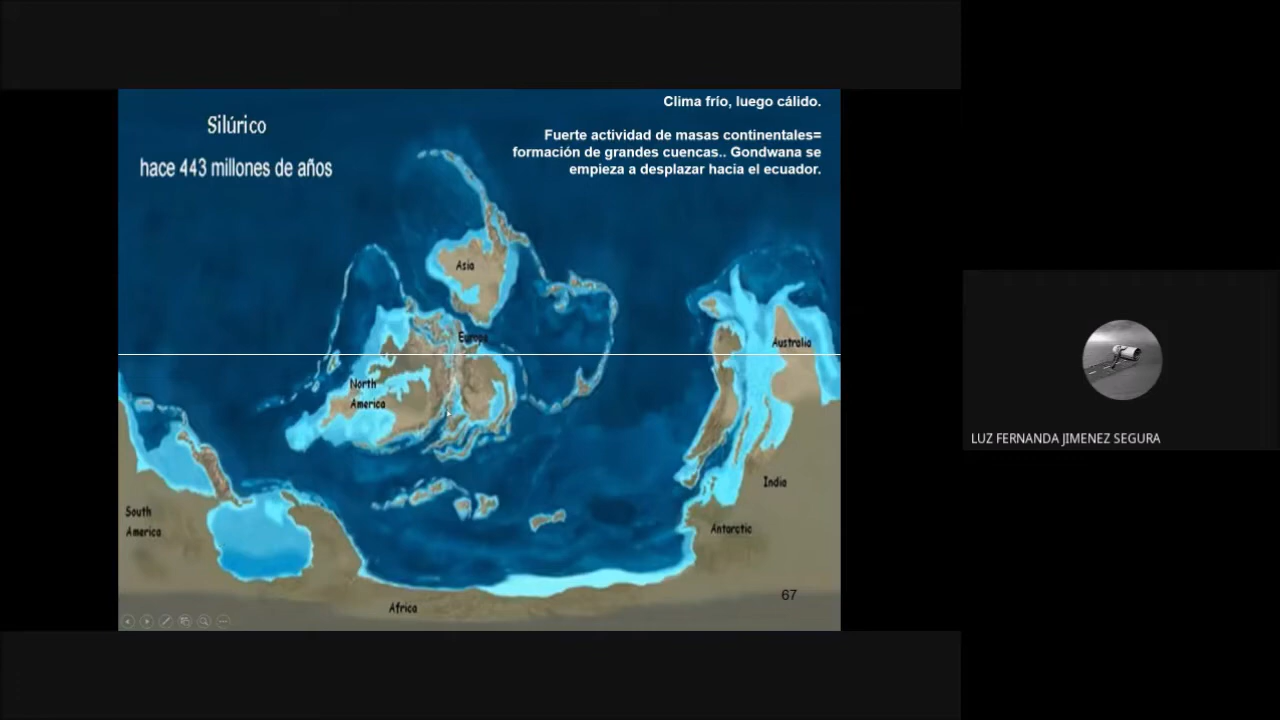 Clima frío, luego cálido.
Silúrico
hace 443 millones de años
Fuerte actividad de masas continentales=
formación de grandes cuencas.. Gondwana se
empieza a desplazar hacia el ecuador.
Asia
Europe
Australia
North
America
India
South
America
Antarctic
Africa
67
LUZ FERNANDA JIMENEZ SEGURA